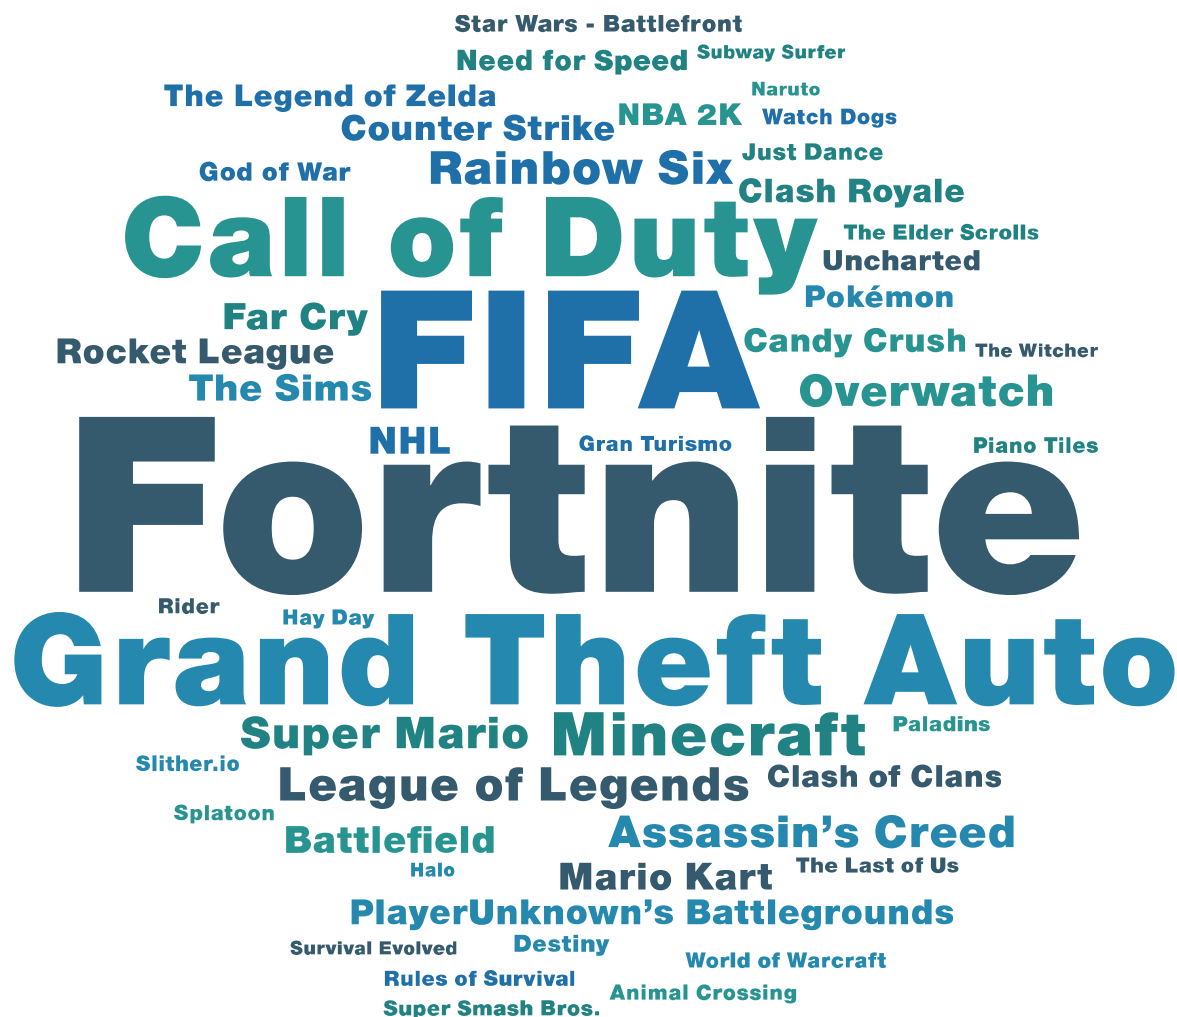 Star Wars - Battlefront
Need for Speed
Subway Surfer
The Legend of Zelda
Naruto
Counter Strike
NBA 2K
Watch Dogs
God of War
Rainbow Six
Just Dance
Clash Royale
Call of Duty
The Elder Scrolls
Uncharted
Pokémon
Far Cry
FIFA
Rocket League
Candy Crush
The Witcher
The Sims
Overwatch
NHL
Gran Turismo
Piano Tiles
Fortnite
Rider
Hay Day
Grand Theft Auto
Super Mario
Minecraft
Paladins
Slither.io
League of Legends
Clash of Clans
Splatoon
Battlefield
Assassin’s Creed
Halo
Mario Kart
The Last of Us
PlayerUnknown’s Battlegrounds
Survival Evolved
Destiny
World of Warcraft
Rules of Survival
Animal Crossing
Super Smash Bros.